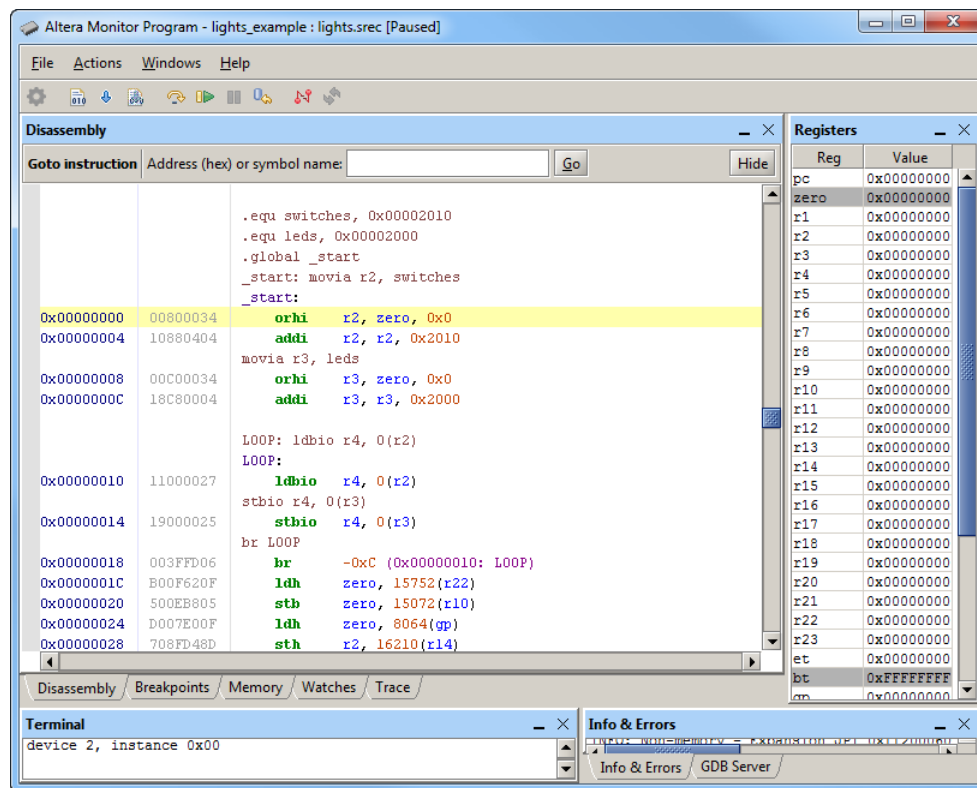 Altera Monitor Program - lights_example : lights.srec [Paused]
File Actions Windows Help
Disassembly
Goto instruction Address (hex) or symbol name: Go Hide
.equ switches, 0x00002010
.equ leds, 0x00002000
.global _start
_start: movia r2, switches
_start:
0x00000000 00800034 orhi r2, zero, 0x0
0x00000004 10880404 addi r2, r2, 0x2010
movia r3, leds
0x00000008 00C00034 orhi r3, zero, 0x0
0x0000000C 18C80004 addi r3, r3, 0x2000
LOOP: ldbio r4, 0(r2)
LOOP:
0x00000010 11000027 ldbio r4, 0(r2)
stbio r4, 0(r3)
0x00000014 19000025 stbio r4, 0(r3)
br LOOP
0x00000018 003FFD06 br -0xC (0x00000010: LOOP)
0x0000001C B00F620F ldh zero, 15752(r22)
0x00000020 500EB805 stb zero, 15072(r10)
0x00000024 D007E00F ldh zero, 8064(gp)
0x00000028 708FD48D sth r2, 16210(r14)
Disassembly Breakpoints Memory Watches Trace
Registers
Reg Value
pc 0x00000000
zero 0x00000000
r1 0x00000000
r2 0x00000000
r3 0x00000000
r4 0x00000000
r5 0x00000000
r6 0x00000000
r7 0x00000000
r8 0x00000000
r9 0x00000000
r10 0x00000000
r11 0x00000000
r12 0x00000000
r13 0x00000000
r14 0x00000000
r15 0x00000000
r16 0x00000000
r17 0x00000000
r18 0x00000000
r19 0x00000000
r20 0x00000000
r21 0x00000000
r22 0x00000000
r23 0x00000000
et 0x00000000
bt 0xFFFFFFFF
gp 0x00000000
Terminal
device 2, instance 0x00
Info & Errors
INFO: Non-memory - Expansion JP1
Info & Errors GDB Server